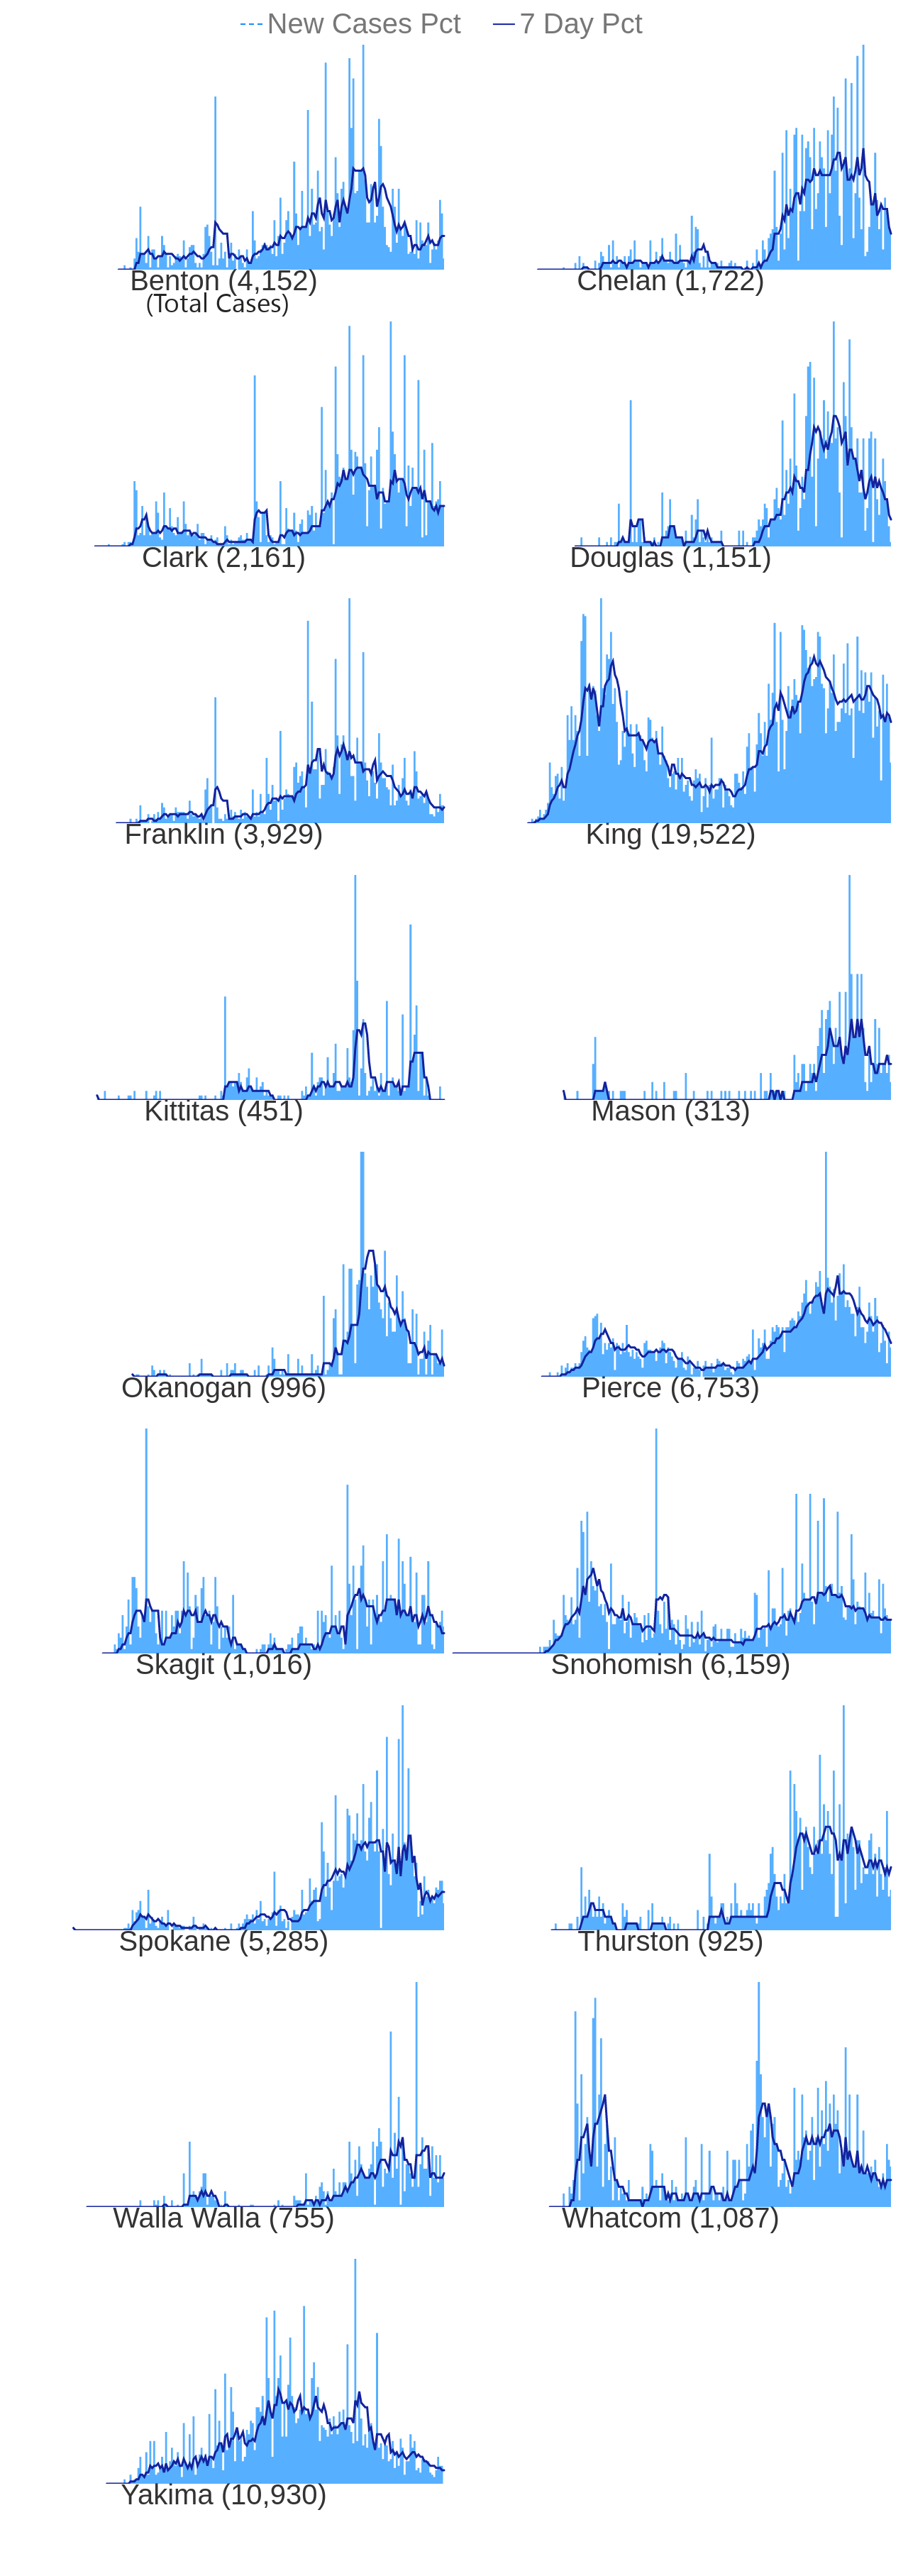 New Cases Pct 7 Day Pct
Benton (4,152) Chelan (1,722)
(Total Cases)
Clark (2,161) Douglas (1,151)
Franklin (3,929) King (19,522)
Kittitas (451) Mason (313)
Okanogan (996) Pierce (6,753)
Skagit (1,016) Snohomish (6,159)
Spokane (5,285) Thurston (925)
Walla Walla (755) Whatcom (1,087)
Yakima (10,930)